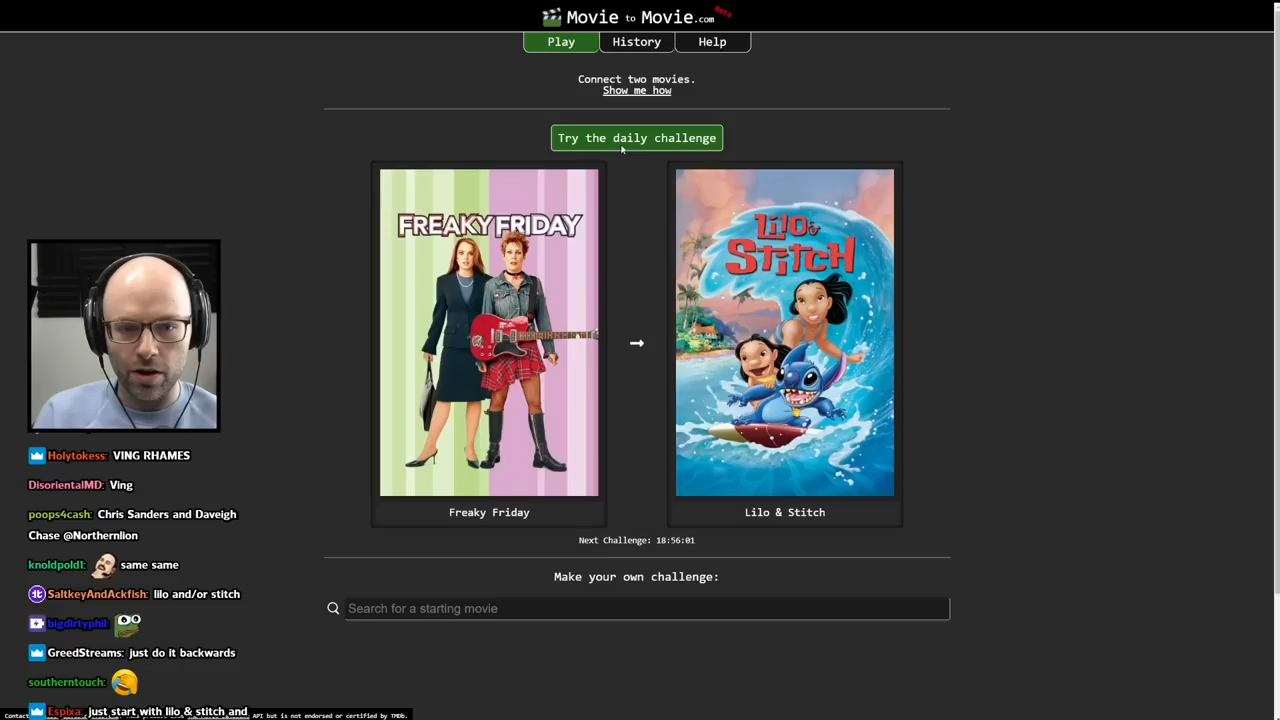 Movie to Movie.com Beta
Play History Help
Connect two movies.
Show me how
Try the daily challenge
FREAKY FRIDAY
Lilo & Stitch
→
Freaky Friday
Lilo & Stitch
Next Challenge: 18:56:01
Make your own challenge:
Search for a starting movie
Holytokess: VING RHAMES
DisorientalMD: Ving
poops4cash: Chris Sanders and Daveigh
Chase @Northernlion
knoldpold1: same same
SaltkeyAndAckfish: lilo and/or stitch
bigdirtyphil:
GreedStreams: just do it backwards
southerntouch:
Espixa: just start with lilo & stitch and
Contac
API but is not endorsed or certified by TMDb.